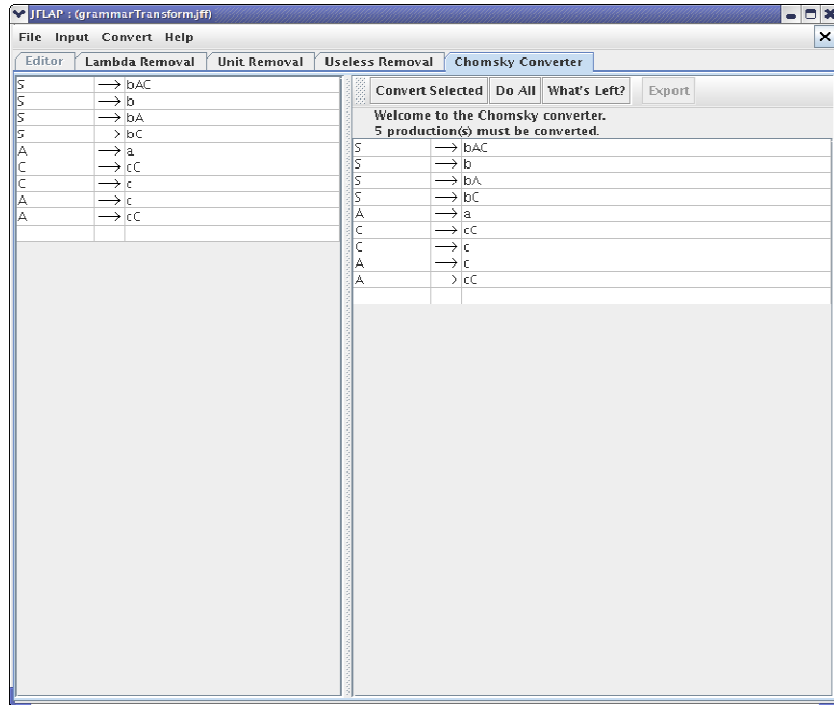 JFLAP : (grammarTransform.jff)
File Input Convert Help
Editor Lambda Removal Unit Removal Useless Removal Chomsky Converter
S → bAC
S → b
S → bA
S → bC
A → a
C → cC
C → c
A → c
A → cC
Convert Selected Do All What's Left? Export
Welcome to the Chomsky converter.
5 production(s) must be converted.
S → bAC
S → b
S → bA
S → bC
A → a
C → cC
C → c
A → c
A → cC